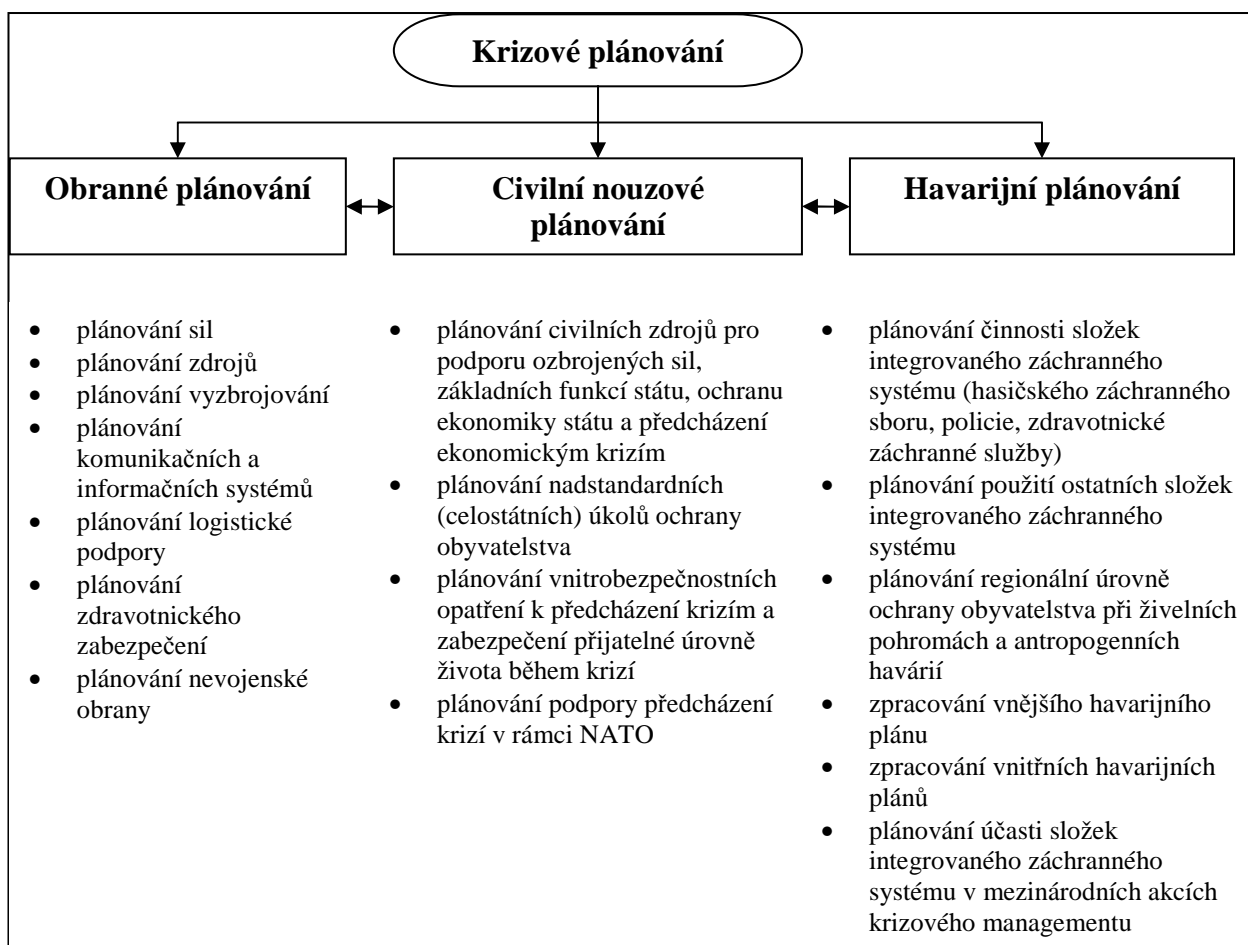 Krizové plánování
Obranné plánování
Civilní nouzové
plánování
Havarijní plánování
• plánování sil
• plánování zdrojů
• plánování vyzbrojování
• plánování
komunikačních a
informačních systémů
• plánování logistické
podpory
• plánování
zdravotnického
zabezpečení
• plánování nevojenské
obrany
• plánování civilních zdrojů pro
podporu ozbrojených sil,
základních funkcí státu, ochranu
ekonomiky státu a předcházení
ekonomickým krizím
• plánování nadstandardních
(celostátních) úkolů ochrany
obyvatelstva
• plánování vnitrobezpečnostních
opatření k předcházení krizím a
zabezpečení přijatelné úrovně
života během krizí
• plánování podpory předcházení
krizí v rámci NATO
• plánování činnosti složek
integrovaného záchranného
systému (hasičského záchranného
sboru, policie, zdravotnické
záchranné služby)
• plánování použití ostatních složek
integrovaného záchranného
systému
• plánování regionální úrovně
ochrany obyvatelstva při živelních
pohromách a antropogenních
havárií
• zpracování vnějšího havarijního
plánu
• zpracování vnitřních havarijních
plánů
• plánování účasti složek
integrovaného záchranného
systému v mezinárodních akcích
krizového managementu